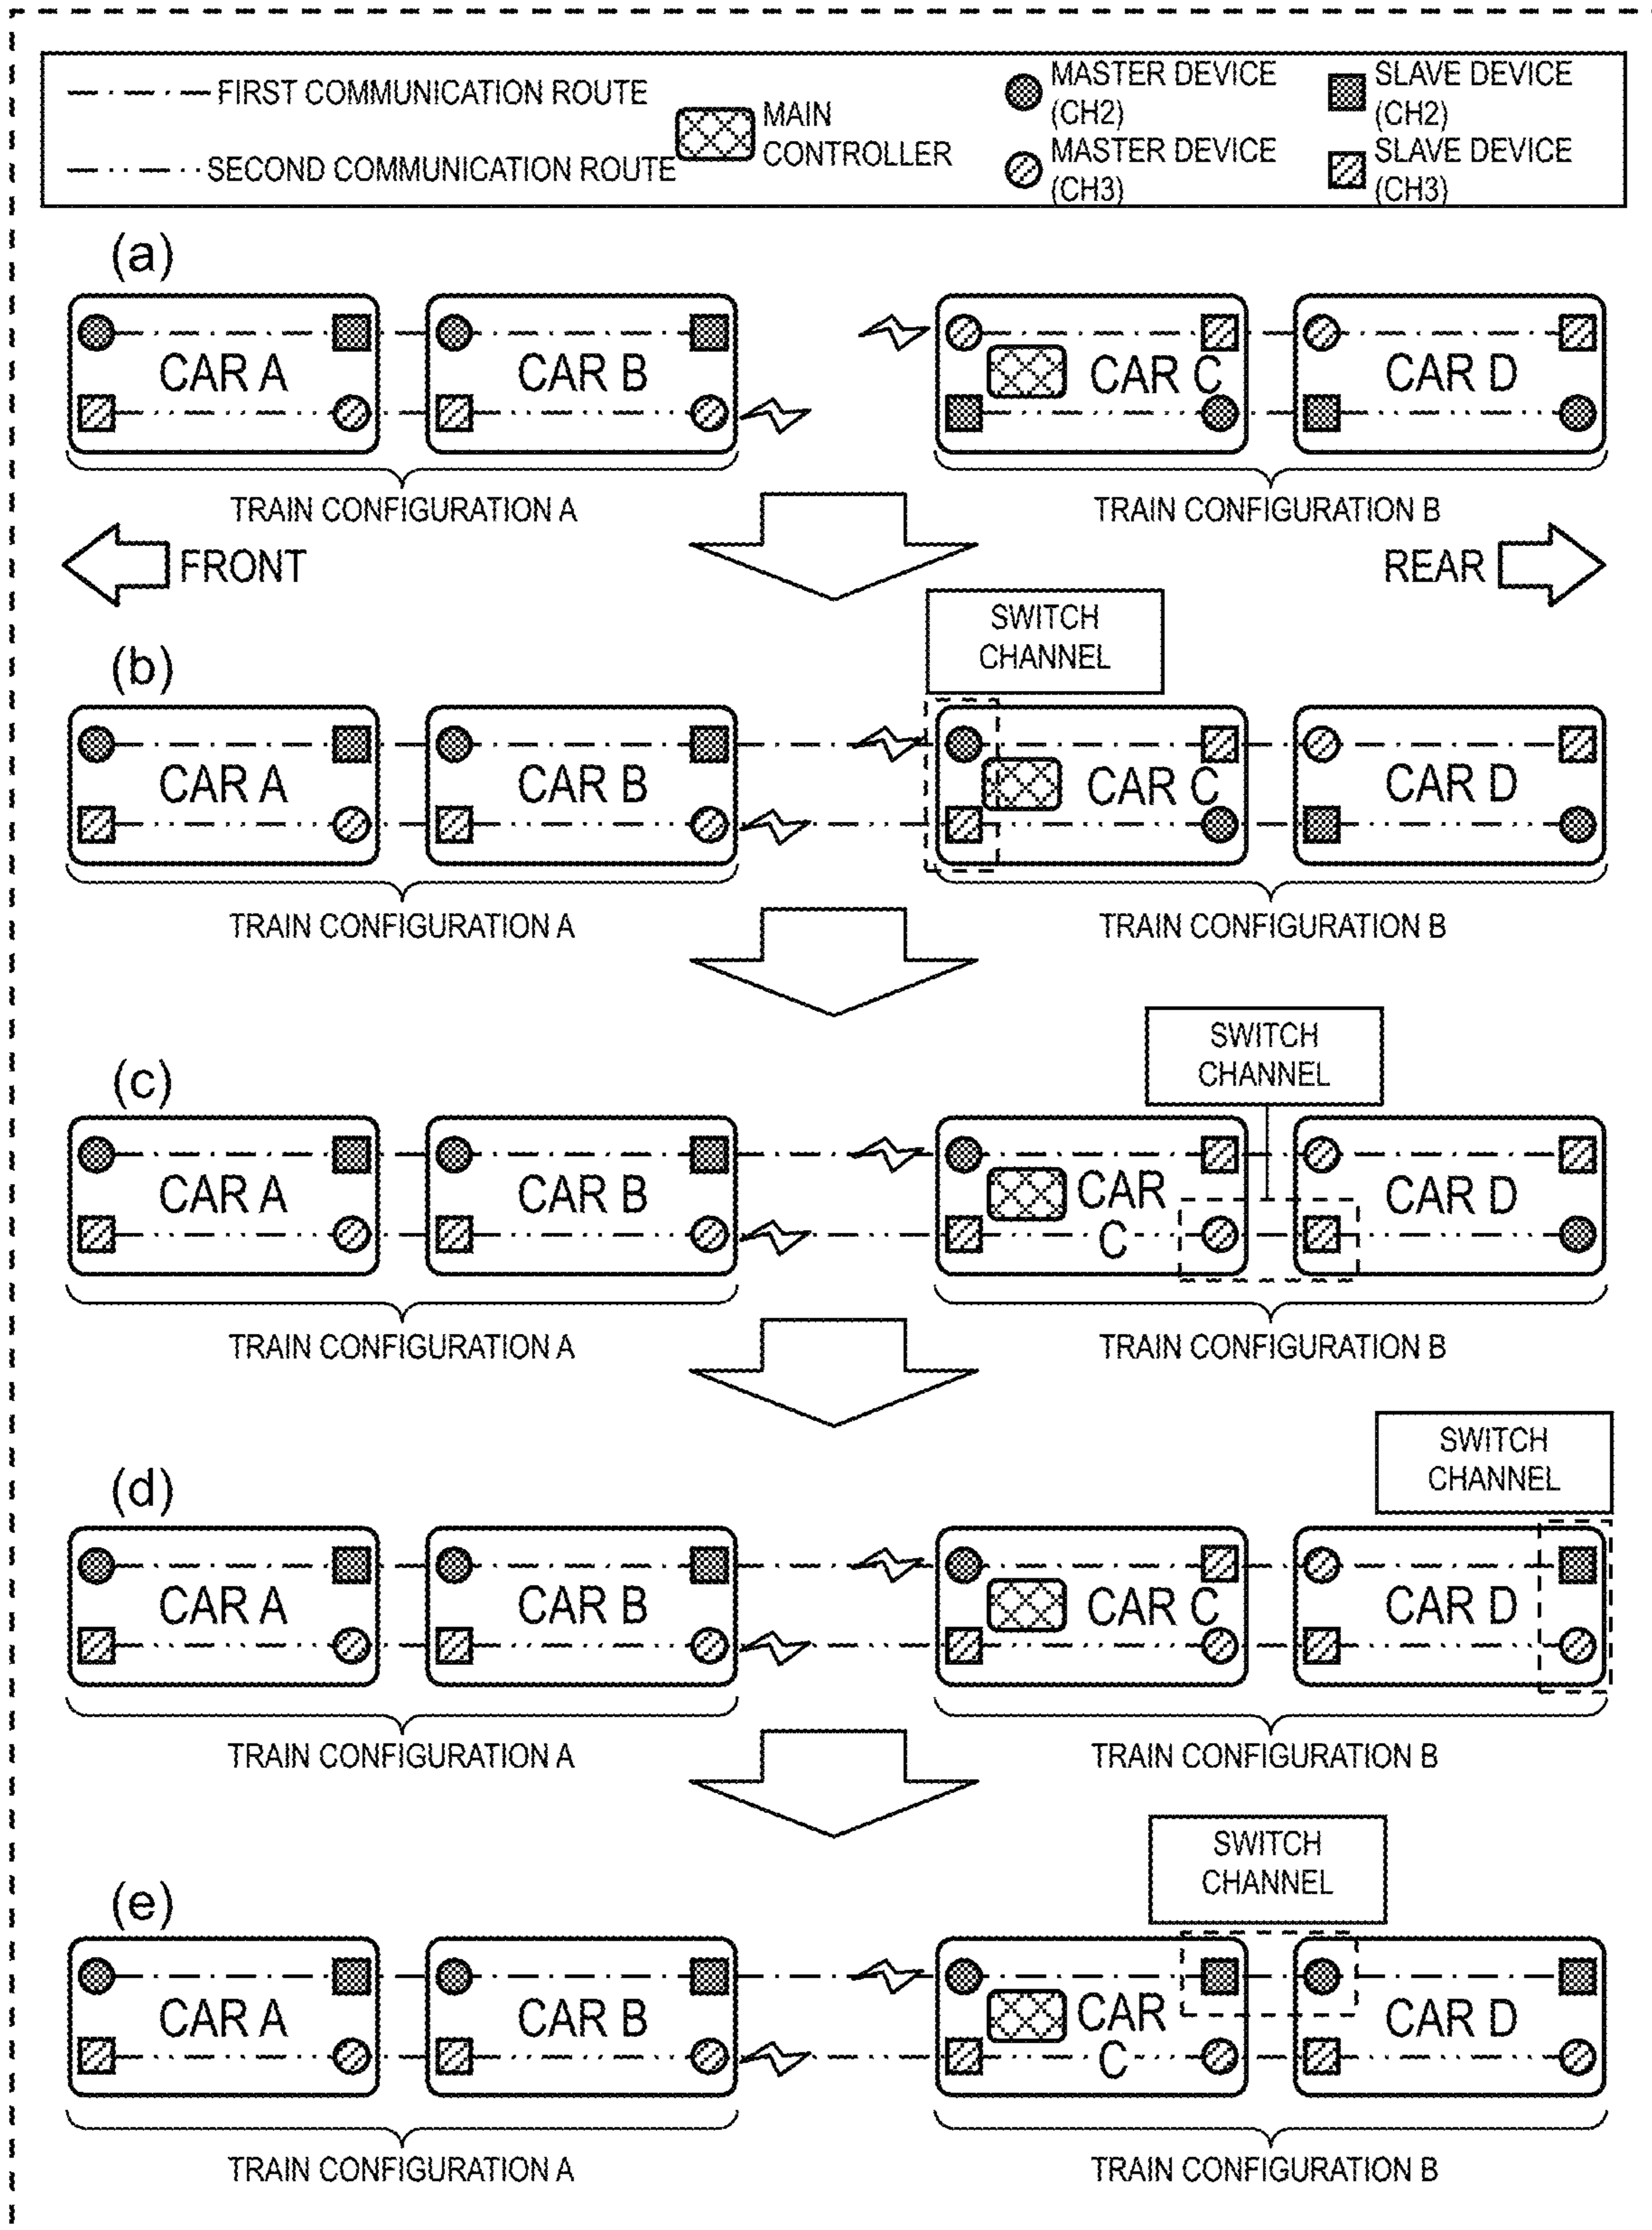 FIRST COMMUNICATION ROUTE
SECOND COMMUNICATION ROUTE
MAIN
CONTROLLER
MASTER DEVICE
(CH2)
MASTER DEVICE
(CH3)
SLAVE DEVICE
(CH2)
SLAVE DEVICE
(CH3)
(a)
CAR A
CAR B
CAR C
CAR D
TRAIN CONFIGURATION A
TRAIN CONFIGURATION B
FRONT
REAR
SWITCH
CHANNEL
(b)
CAR A
CAR B
CAR C
CAR D
TRAIN CONFIGURATION A
TRAIN CONFIGURATION B
SWITCH
CHANNEL
(c)
CAR A
CAR B
CAR
C
CAR D
TRAIN CONFIGURATION A
TRAIN CONFIGURATION B
SWITCH
CHANNEL
(d)
CAR A
CAR B
CAR C
CAR D
TRAIN CONFIGURATION A
TRAIN CONFIGURATION B
SWITCH
CHANNEL
(e)
CAR A
CAR B
CAR
C
CAR D
TRAIN CONFIGURATION A
TRAIN CONFIGURATION B